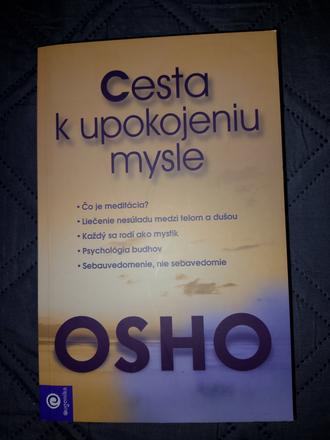 Cesta
k upokojeniu
mysle
• Čo je meditácia?
• Liečenie nesúladu medzi telom a dušou
• Každý sa rodí ako mystik
• Psychológia budhov
• Sebauvedomenie, nie sebavedomie
OSHO
eugenika